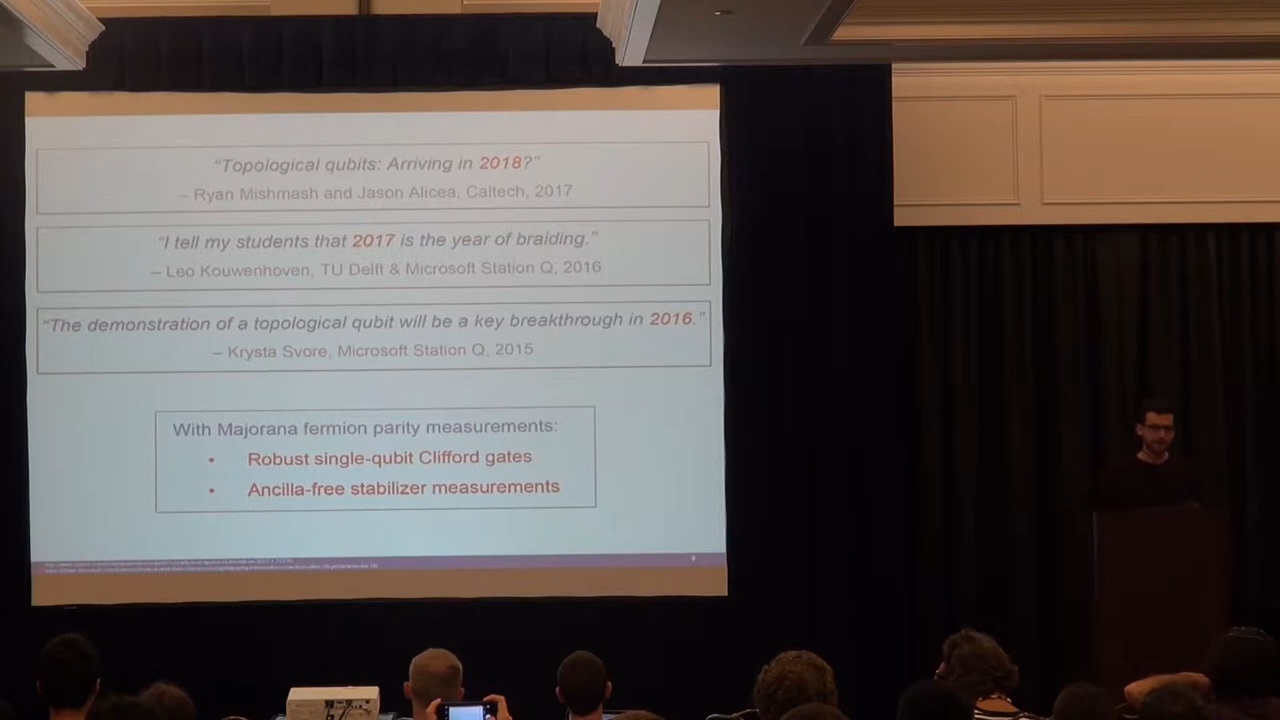 “Topological qubits: Arriving in 2018?”
– Ryan Mishmash and Jason Alicea, Caltech, 2017
“I tell my students that 2017 is the year of braiding.”
– Leo Kouwenhoven, TU Delft & Microsoft Station Q, 2016
“The demonstration of a topological qubit will be a key breakthrough in 2016.”
– Krysta Svore, Microsoft Station Q, 2015
With Majorana fermion parity measurements:
• Robust single-qubit Clifford gates
• Ancilla-free stabilizer measurements